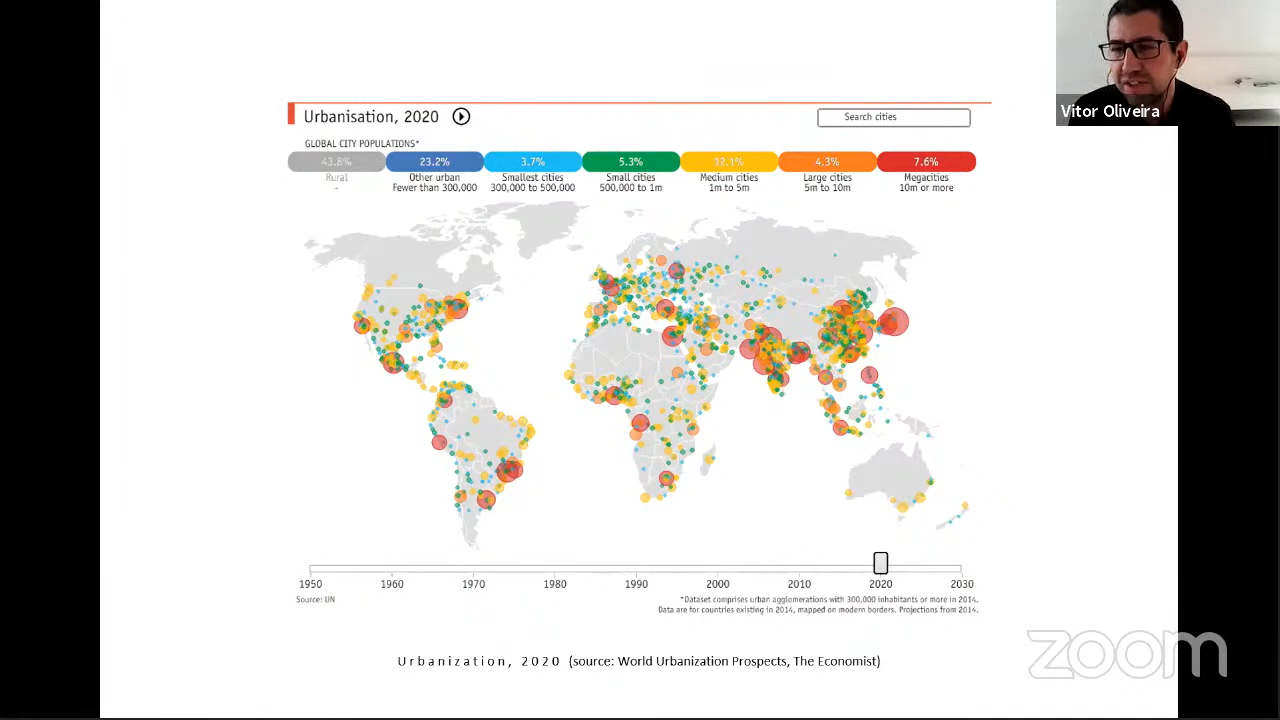 Vitor Oliveira
Urbanisation, 2020
Search cities
GLOBAL CITY POPULATIONS*
43.8% 23.2% 3.7% 5.3% 12.1% 4.3% 7.6%
Rural Other urban Smallest cities Small cities Medium cities Large cities Megacities
- Fewer than 300,000 300,000 to 500,000 500,000 to 1m 1m to 5m 5m to 10m 10m or more
1950 1960 1970 1980 1990 2000 2010 2020 2030
Source: UN
*Dataset comprises urban agglomerations with 300,000 inhabitants or more in 2014.
Data are for countries existing in 2014, mapped on modern borders. Projections from 2014.
zoom
Urbanization, 2020 (source: World Urbanization Prospects, The Economist)